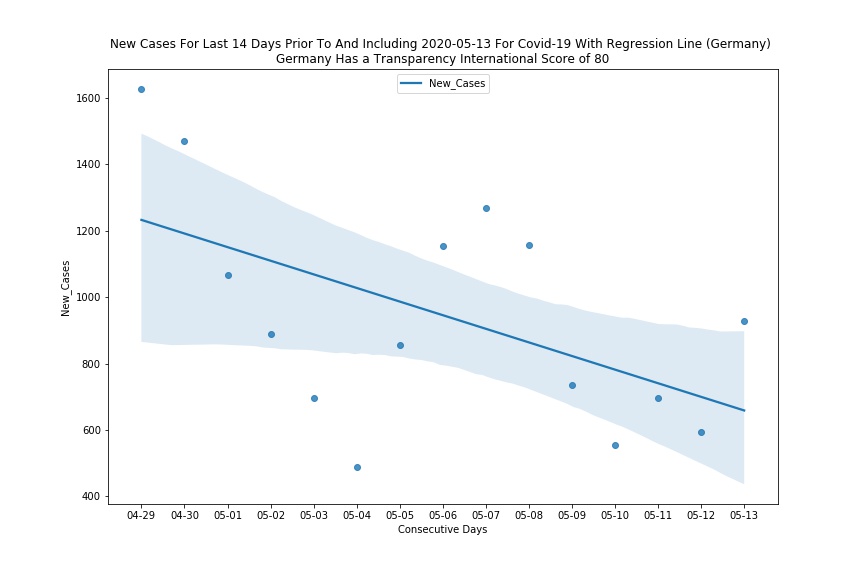 New Cases For Last 14 Days Prior To And Including 2020-05-13 For Covid-19 With Regression Line (Germany)
Germany Has a Transparency International Score of 80
New_Cases
1600
1400
1200
1000
800
600
400
New_Cases
04-29 04-30 05-01 05-02 05-03 05-04 05-05 05-06 05-07 05-08 05-09 05-10 05-11 05-12 05-13
Consecutive Days